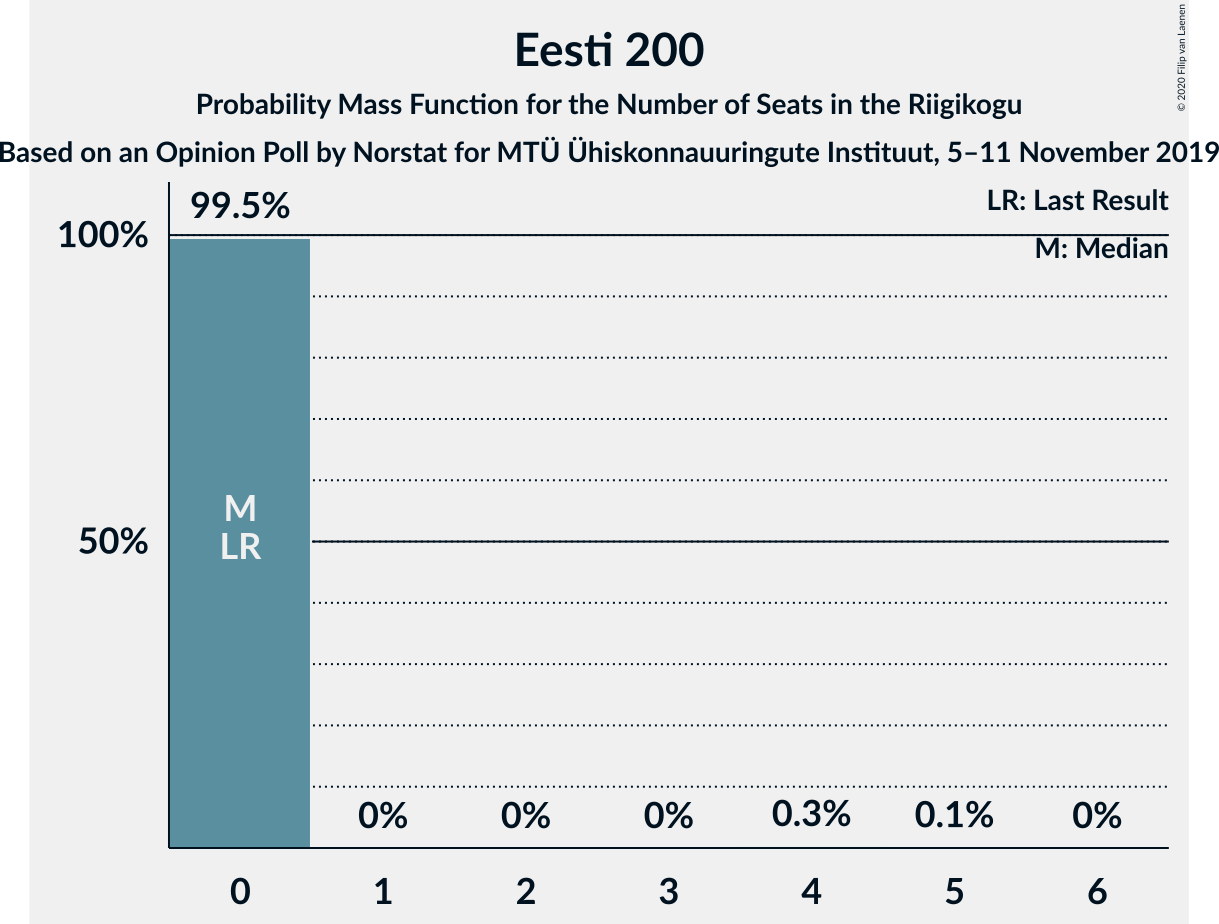 Eesti 200
Probability Mass Function for the Number of Seats in the Riigikogu
Based on an Opinion Poll by Norstat for MTÜ Ühiskonnauuringute Instituut, 5–11 November 2019
© 2020 Filip van Laenen
LR: Last Result
M: Median
99.5%
100%
50%
M
LR
0% 0% 0% 0.3% 0.1% 0%
0 1 2 3 4 5 6